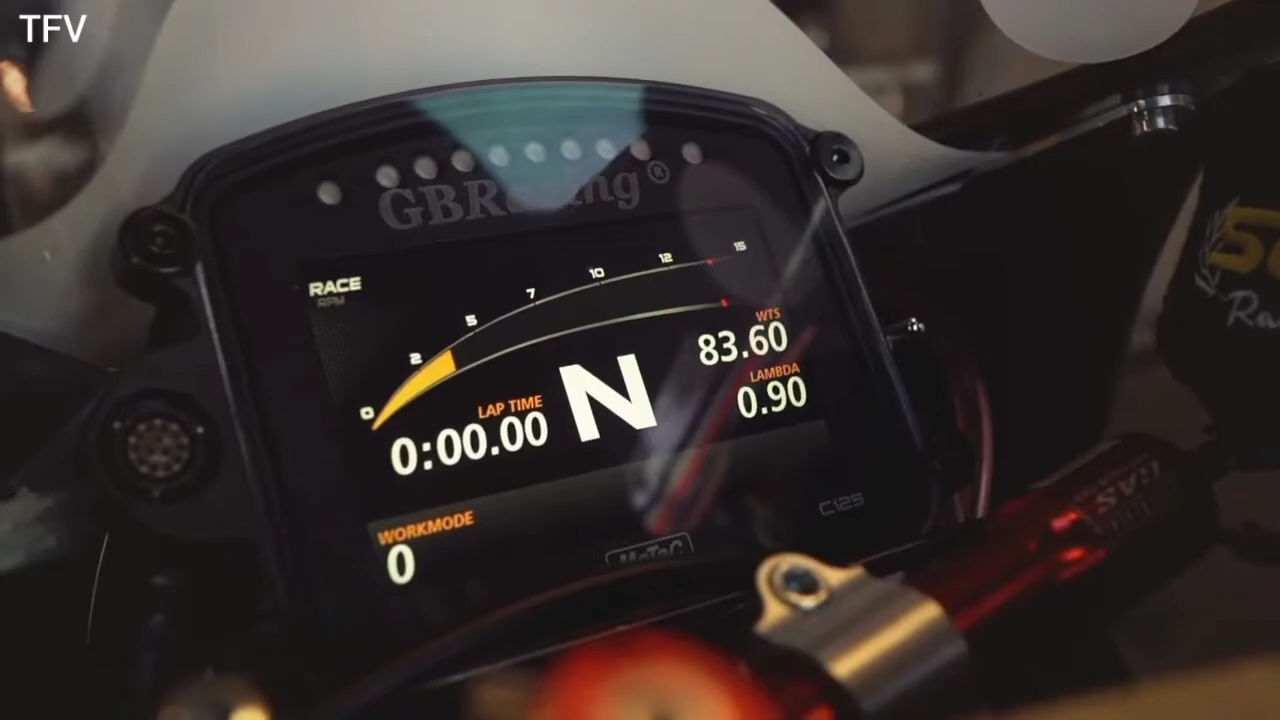 TFV
GBRacing®
RACE
RPM
0 2 5 7 10 12 15
WTS
83.60
LAMBDA
0.90
N
LAP TIME
0:00.00
WORKMODE
0
C125
MoTeC